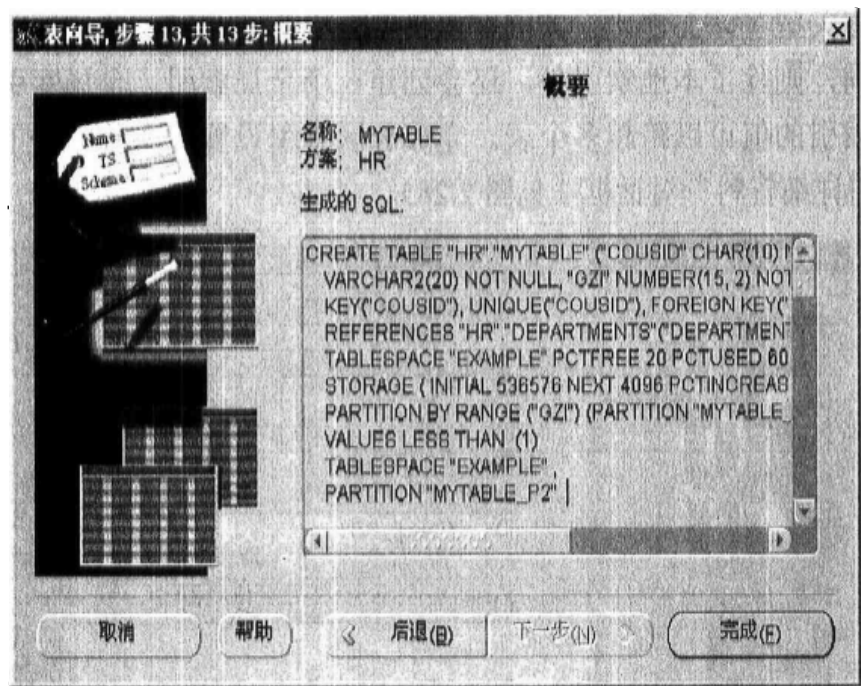 表向导, 步骤 13, 共 13 步: 概要
概要
Name
TS
Schema
名称: MYTABLE
方案: HR
生成的 SQL:
CREATE TABLE "HR"."MYTABLE" ("COUSID" CHAR(10) N
VARCHAR2(20) NOT NULL, "GZI" NUMBER(15, 2) NOT
KEY("COUSID"), UNIQUE("COUSID"), FOREIGN KEY("
REFERENCES "HR"."DEPARTMENTS"("DEPARTMENT
TABLESPACE "EXAMPLE" PCTFREE 20 PCTUSED 60
STORAGE ( INITIAL 536576 NEXT 4096 PCTINCREAS
PARTITION BY RANGE ("GZI") (PARTITION "MYTABLE_
VALUES LESS THAN (1)
TABLESPACE "EXAMPLE" ,
PARTITION "MYTABLE_P2"
取消 帮助 后退(B) 下一步(N) 完成(F)